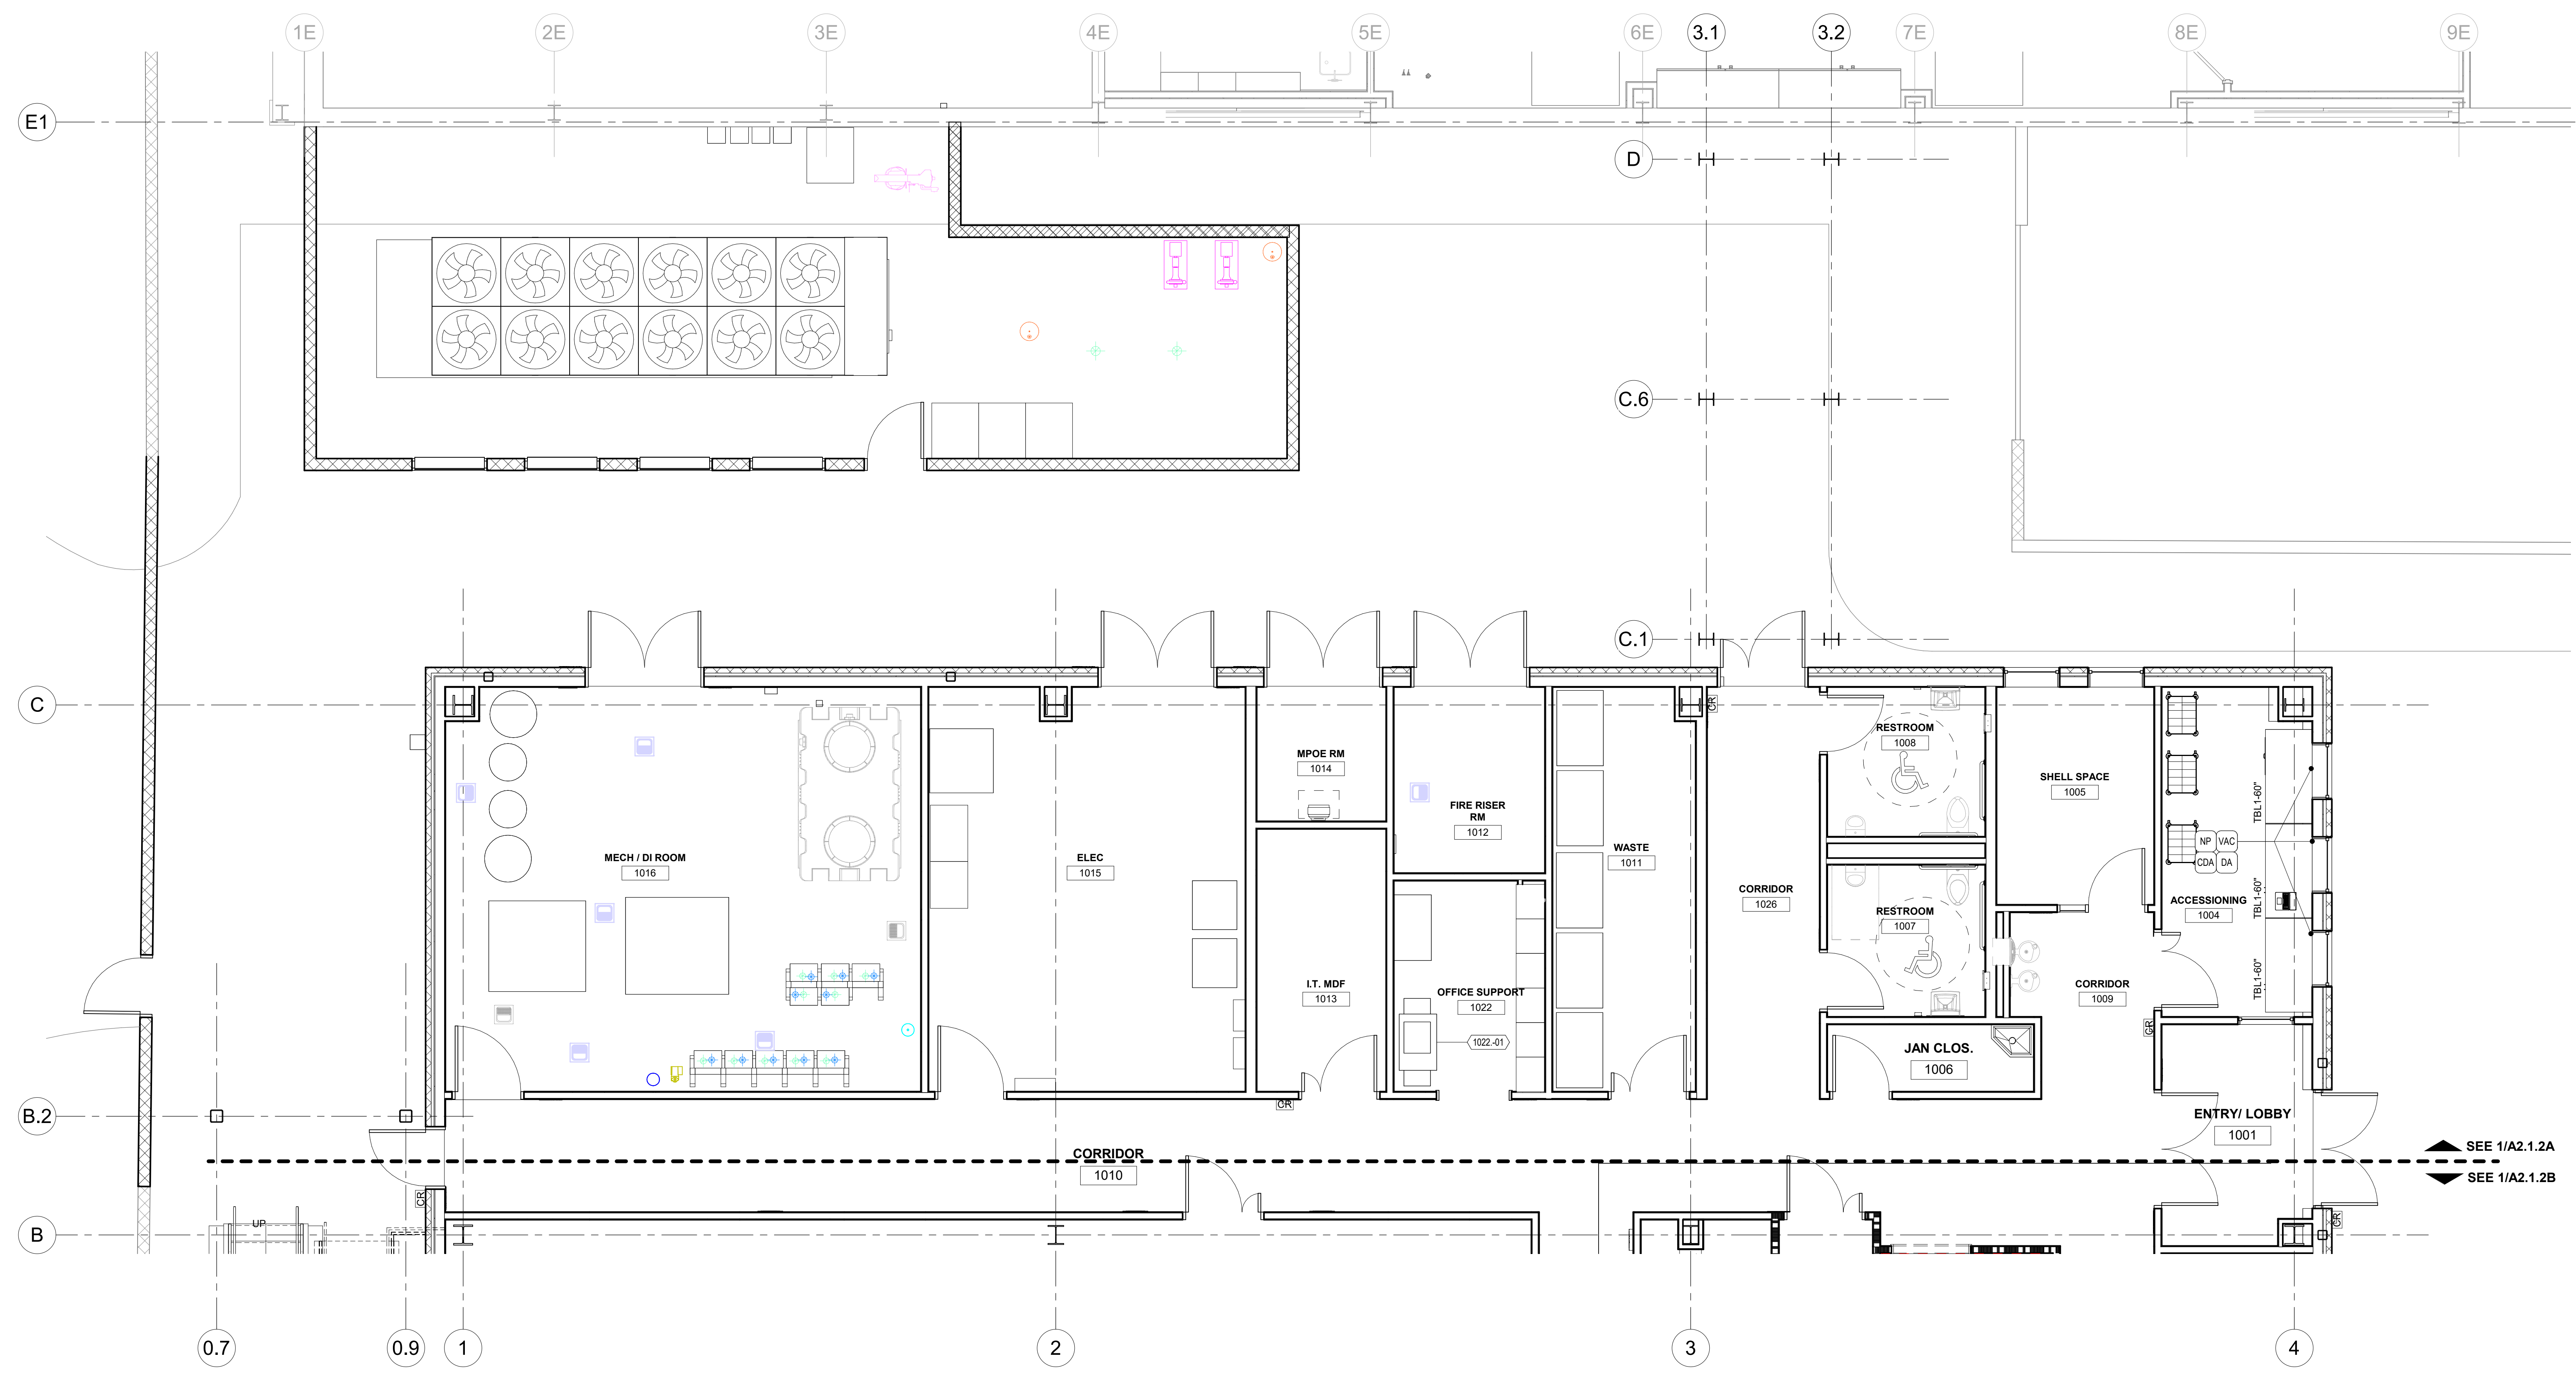 1E
2E
3E
4E
5E
6E
3.1
3.2
7E
8E
9E
E1
D
C.6
C.1
C
CR
RESTROOM
1008
MPOE RM
1014
SHELL SPACE
1005
FIRE RISER
RM
1012
TBL1-60"
NP
VAC
CDA
DA
MECH / DI ROOM
1016
ELEC
1015
WASTE
1011
CORRIDOR
1026
RESTROOM
1007
ACCESSIONING
1004
TBL1-60"
I.T. MDF
1013
OFFICE SUPPORT
1022
CORRIDOR
1009
TBL1-60"
1022.-01
CR
JAN CLOS.
1006
CR
B.2
ENTRY/ LOBBY
1001
CORRIDOR
1010
SEE 1/A2.1.2A
SEE 1/A2.1.2B
CR
UP
CR
B
0.7
0.9
1
2
3
4